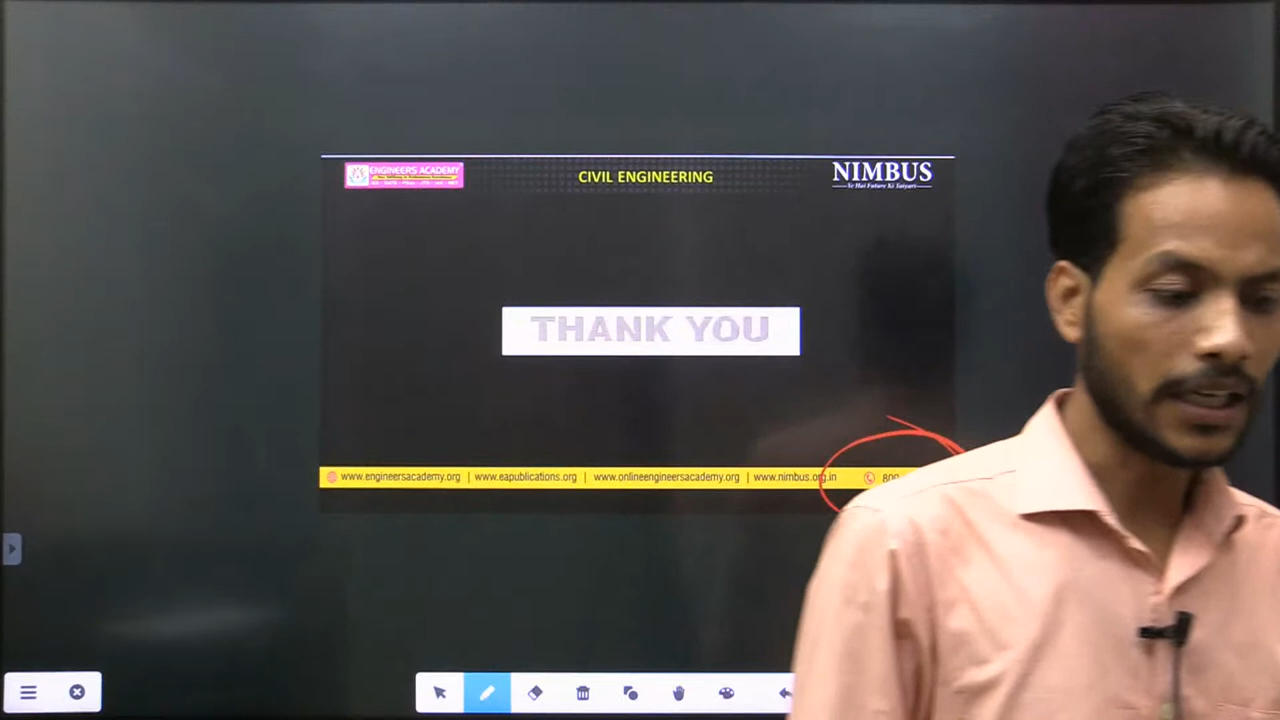 ENGINEERS ACADEMY
CIVIL ENGINEERING
NIMBUS
Ye Hai Future Ki Taiyari
THANK YOU
www.engineersacademy.org | www.eapublications.org | www.onlineengineersacademy.org | www.nimbus.org.in